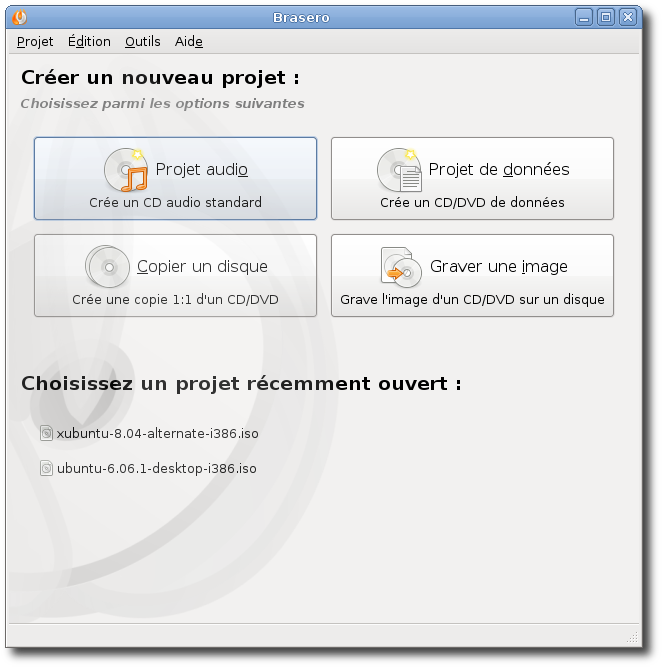 Brasero
Projet Édition Outils Aide
Créer un nouveau projet :
Choisissez parmi les options suivantes
Projet audio
Crée un CD audio standard
Projet de données
Crée un CD/DVD de données
Copier un disque
Crée une copie 1:1 d'un CD/DVD
Graver une image
Grave l'image d'un CD/DVD sur un disque
Choisissez un projet récemment ouvert :
xubuntu-8.04-alternate-i386.iso
ubuntu-6.06.1-desktop-i386.iso